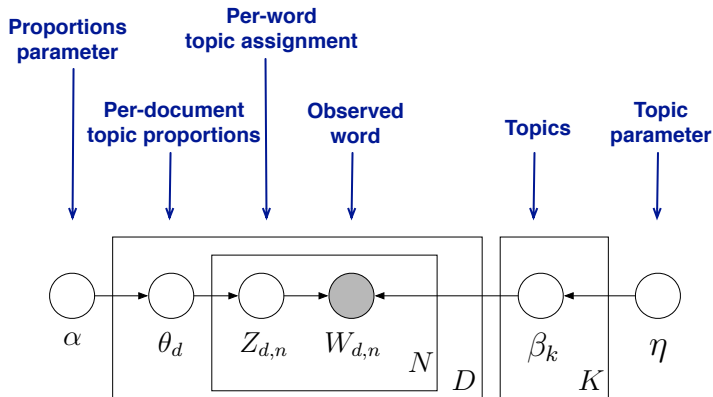 Proportions
parameter
Per-word
topic assignment
Per-document
topic proportions
Observed
word
Topics
Topic
parameter
α
θ_d
Z_{d,n}
W_{d,n}
N
D
β_k
K
η